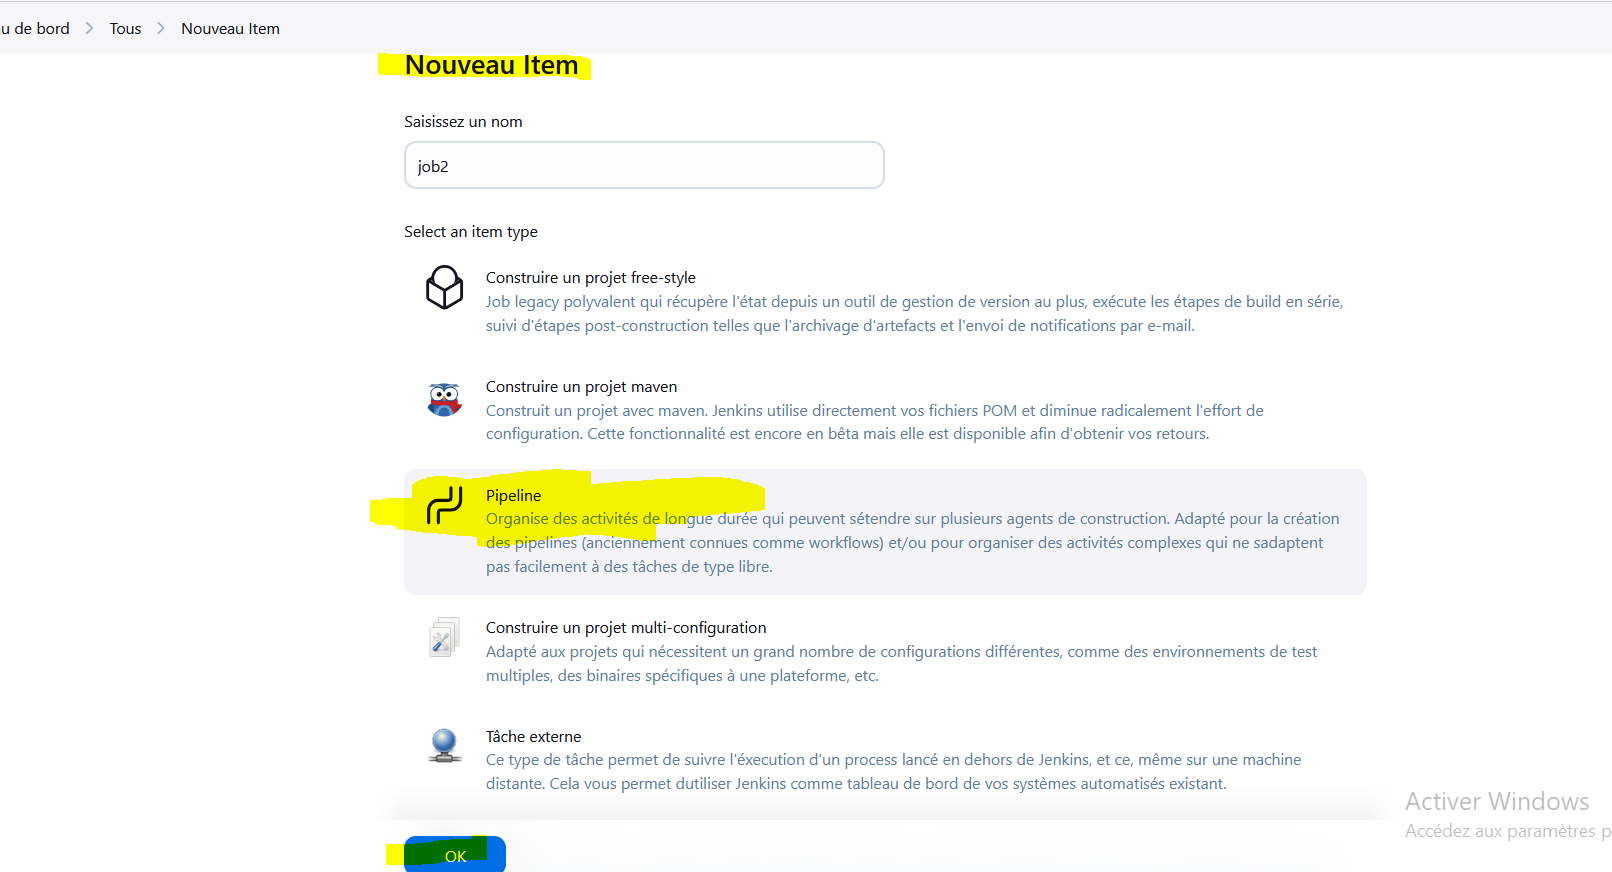 u de bord > Tous > Nouveau Item
Nouveau Item
Saisissez un nom
job2
Select an item type
Construire un projet free-style
Job legacy polyvalent qui récupère l'état depuis un outil de gestion de version au plus, exécute les étapes de build en série,
suivi d'étapes post-construction telles que l'archivage d'artefacts et l'envoi de notifications par e-mail.
Construire un projet maven
Construit un projet avec maven. Jenkins utilise directement vos fichiers POM et diminue radicalement l'effort de
configuration. Cette fonctionnalité est encore en bêta mais elle est disponible afin d'obtenir vos retours.
Pipeline
Organise des activités de longue durée qui peuvent sétendre sur plusieurs agents de construction. Adapté pour la création
des pipelines (anciennement connues comme workflows) et/ou pour organiser des activités complexes qui ne sadaptent
pas facilement à des tâches de type libre.
Construire un projet multi-configuration
Adapté aux projets qui nécessitent un grand nombre de configurations différentes, comme des environnements de test
multiples, des binaires spécifiques à une plateforme, etc.
Tâche externe
Ce type de tâche permet de suivre l'éxecution d'un process lancé en dehors de Jenkins, et ce, même sur une machine
distante. Cela vous permet dutiliser Jenkins comme tableau de bord de vos systèmes automatisés existant.
Activer Windows
Accédez aux paramètres p
OK